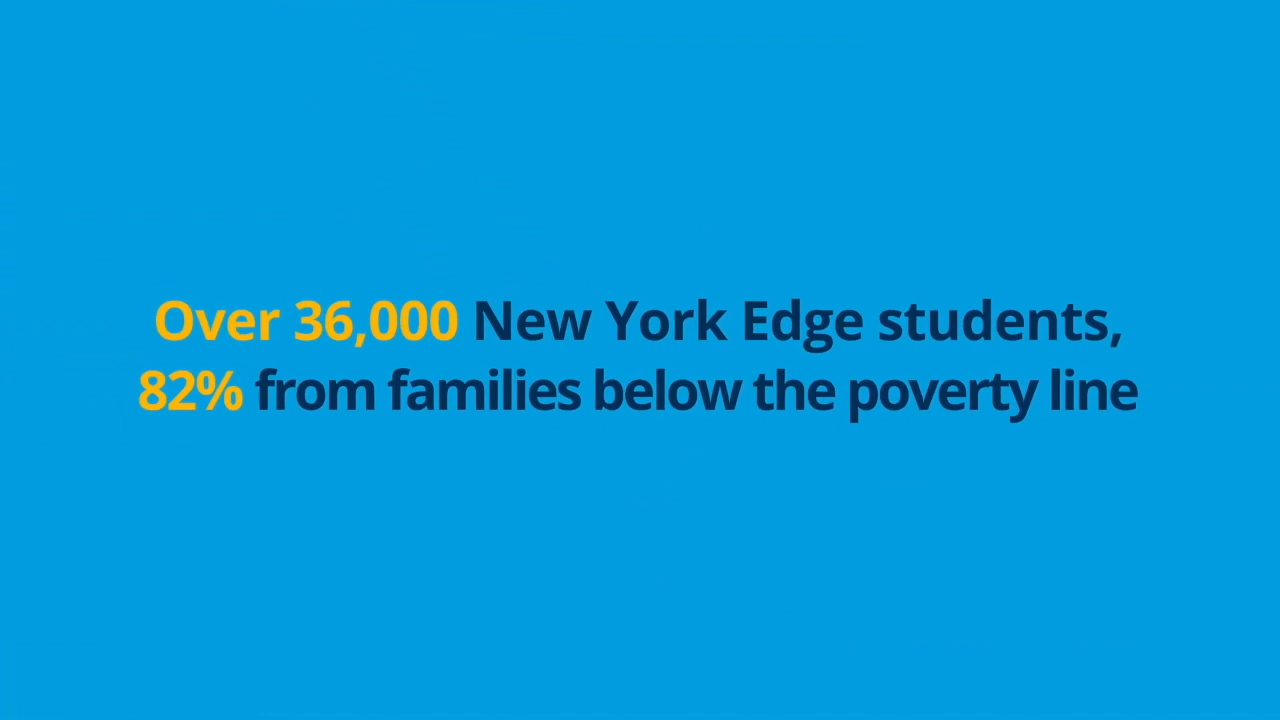 Over 36,000 New York Edge students,
82% from families below the poverty line